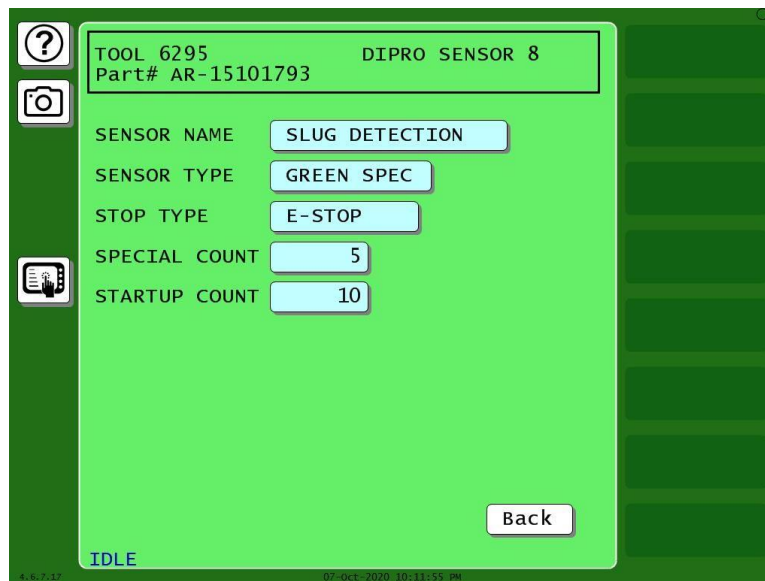 TOOL 6295 DIPRO SENSOR 8
Part# AR-15101793
SENSOR NAME SLUG DETECTION
SENSOR TYPE GREEN SPEC
STOP TYPE E-STOP
SPECIAL COUNT 5
STARTUP COUNT 10
Back
IDLE
4.6.7.17 07-Oct-2020 10:11:55 PM